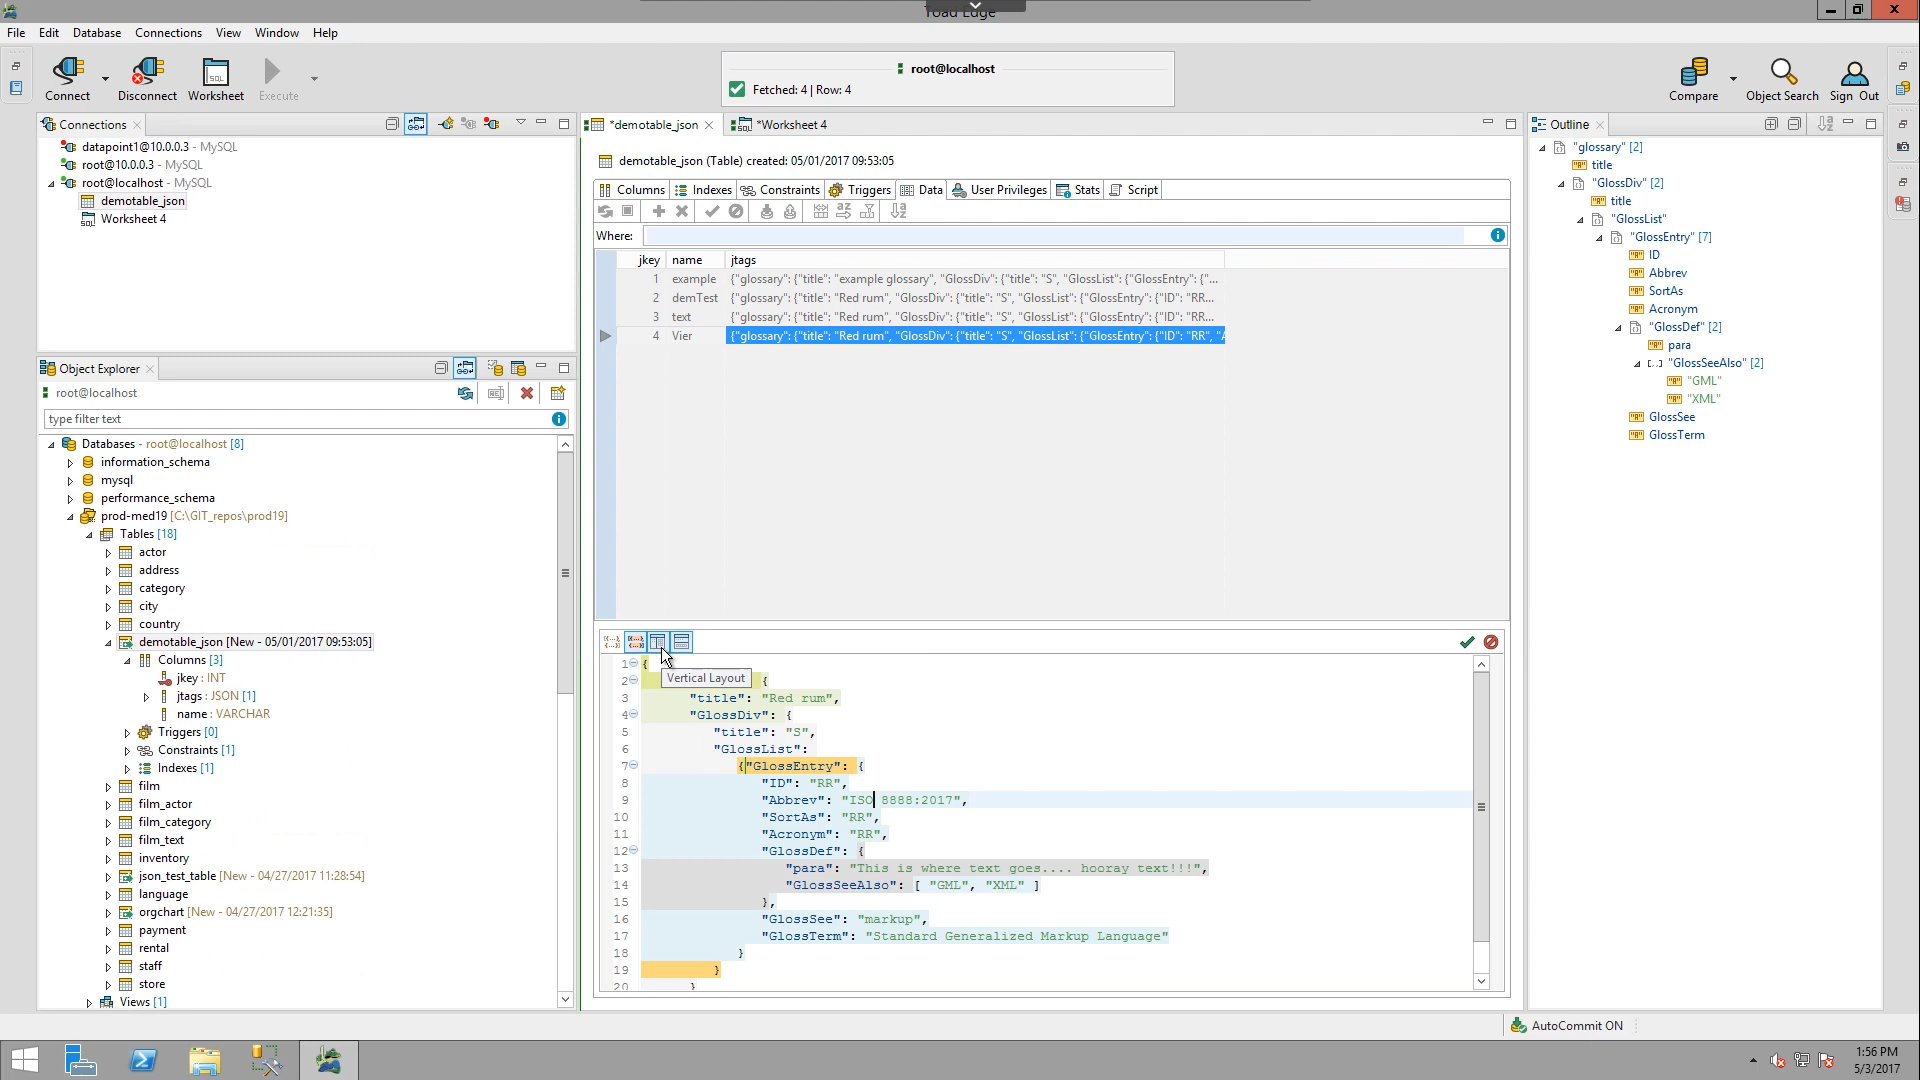 Toad Edge
File Edit Database Connections View Window Help
Connect Disconnect Worksheet Execute
root@localhost
Fetched: 4 | Row: 4
Compare Object Search Sign Out
Connections
datapoint1@10.0.0.3 - MySQL
root@10.0.0.3 - MySQL
root@localhost - MySQL
demotable_json
Worksheet 4
Object Explorer
root@localhost
type filter text
Databases - root@localhost [8]
information_schema
mysql
performance_schema
prod-med19 [C:\GIT_repos\prod19]
Tables [18]
actor
address
category
city
country
demotable_json [New - 05/01/2017 09:53:05]
Columns [3]
jkey : INT
jtags : JSON [1]
name : VARCHAR
Triggers [0]
Constraints [1]
Indexes [1]
film
film_actor
film_category
film_text
inventory
json_test_table [New - 04/27/2017 11:28:54]
language
orgchart [New - 04/27/2017 12:21:35]
payment
rental
staff
store
Views [1]
*demotable_json *Worksheet 4
demotable_json (Table) created: 05/01/2017 09:53:05
Columns Indexes Constraints Triggers Data User Privileges Stats Script
Where:
jkey name jtags
1 example {"glossary": {"title": "example glossary", "GlossDiv": {"title": "S", "GlossList": {"GlossEntry": {"...
2 demTest {"glossary": {"title": "Red rum", "GlossDiv": {"title": "S", "GlossList": {"GlossEntry": {"ID": "RR...
3 text {"glossary": {"title": "Red rum", "GlossDiv": {"title": "S", "GlossList": {"GlossEntry": {"ID": "RR...
4 Vier {"glossary": {"title": "Red rum", "GlossDiv": {"title": "S", "GlossList": {"GlossEntry": {"ID": "RR", "A
Vertical Layout
1 {
2 {
3 "title": "Red rum",
4 "GlossDiv": {
5 "title": "S",
6 "GlossList":
7 {"GlossEntry": {
8 "ID": "RR",
9 "Abbrev": "ISO 8888:2017",
10 "SortAs": "RR",
11 "Acronym": "RR",
12 "GlossDef": {
13 "para": "This is where text goes.... hooray text!!!",
14 "GlossSeeAlso": [ "GML", "XML" ]
15 },
16 "GlossSee": "markup",
17 "GlossTerm": "Standard Generalized Markup Language"
18 }
19 }
20 }
Outline
"glossary" [2]
title
"GlossDiv" [2]
title
"GlossList"
"GlossEntry" [7]
ID
Abbrev
SortAs
Acronym
"GlossDef" [2]
para
"GlossSeeAlso" [2]
"GML"
"XML"
GlossSee
GlossTerm
AutoCommit ON
1:56 PM
5/3/2017